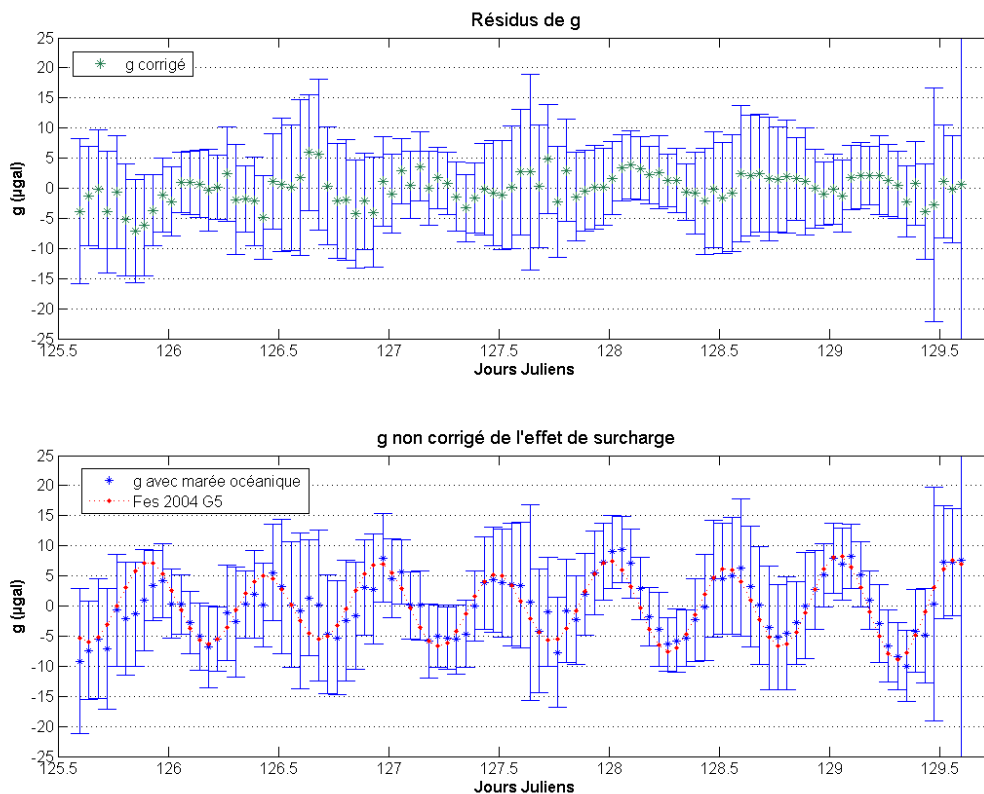 Résidus de g
25
20
15
10
5
0
-5
-10
-15
-20
-25
g (µgal)
g corrigé
125.5 126 126.5 127 127.5 128 128.5 129 129.5
Jours Juliens
g non corrigé de l'effet de surcharge
25
20
15
10
5
0
-5
-10
-15
-20
-25
g (µgal)
g avec marée océanique
Fes 2004 G5
125.5 126 126.5 127 127.5 128 128.5 129 129.5
Jours Juliens